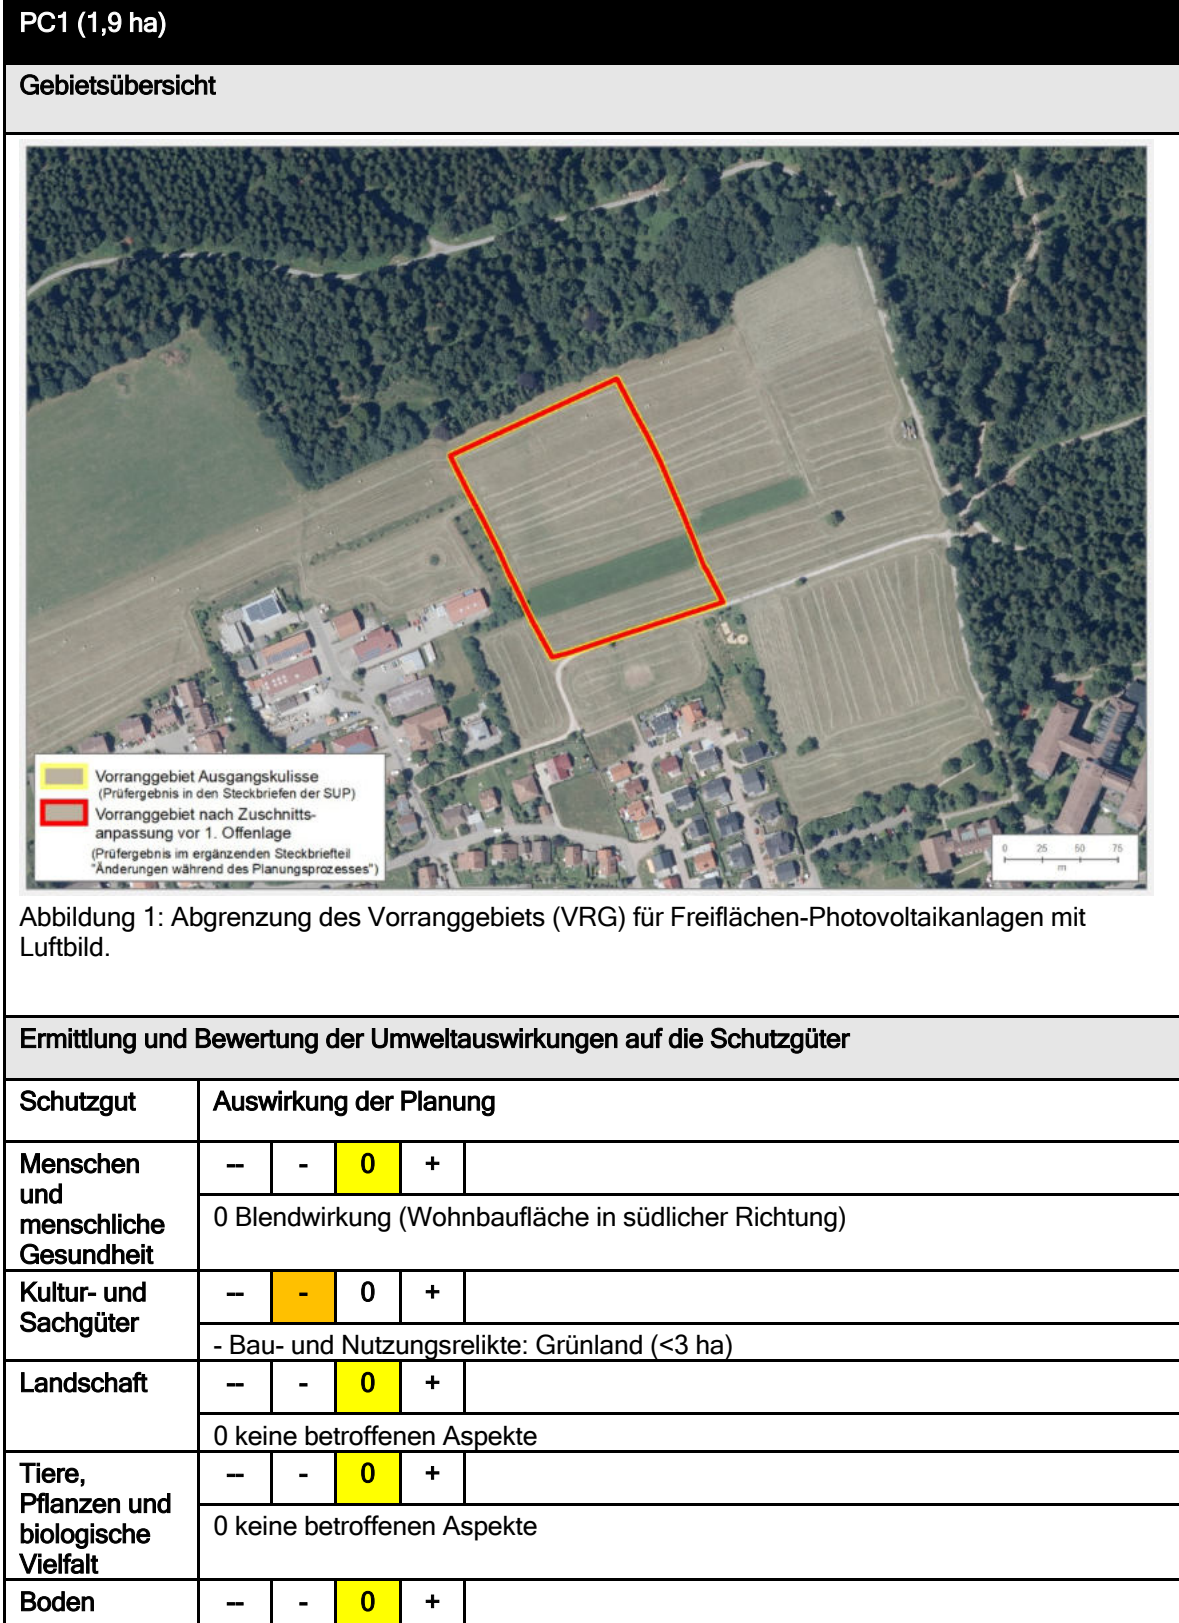 PC1 (1,9 ha)
Gebietsübersicht
Vorranggebiet Ausgangskulisse
(Prüfergebnis in den Steckbriefen der SUP)
Vorranggebiet nach Zuschnitts-
anpassung vor 1. Offenlage
(Prüfergebnis im ergänzenden Steckbriefteil
"Änderungen während des Planungsprozesses")
0 25 50 75
m
Abbildung 1: Abgrenzung des Vorranggebiets (VRG) für Freiflächen-Photovoltaikanlagen mit
Luftbild.
Ermittlung und Bewertung der Umweltauswirkungen auf die Schutzgüter
Schutzgut Auswirkung der Planung
Menschen
und
menschliche
Gesundheit
-- - 0 +
0 Blendwirkung (Wohnbaufläche in südlicher Richtung)
Kultur- und
Sachgüter
-- - 0 +
- Bau- und Nutzungsrelikte: Grünland (<3 ha)
Landschaft
-- - 0 +
0 keine betroffenen Aspekte
Tiere,
Pflanzen und
biologische
Vielfalt
-- - 0 +
0 keine betroffenen Aspekte
Boden
-- - 0 +